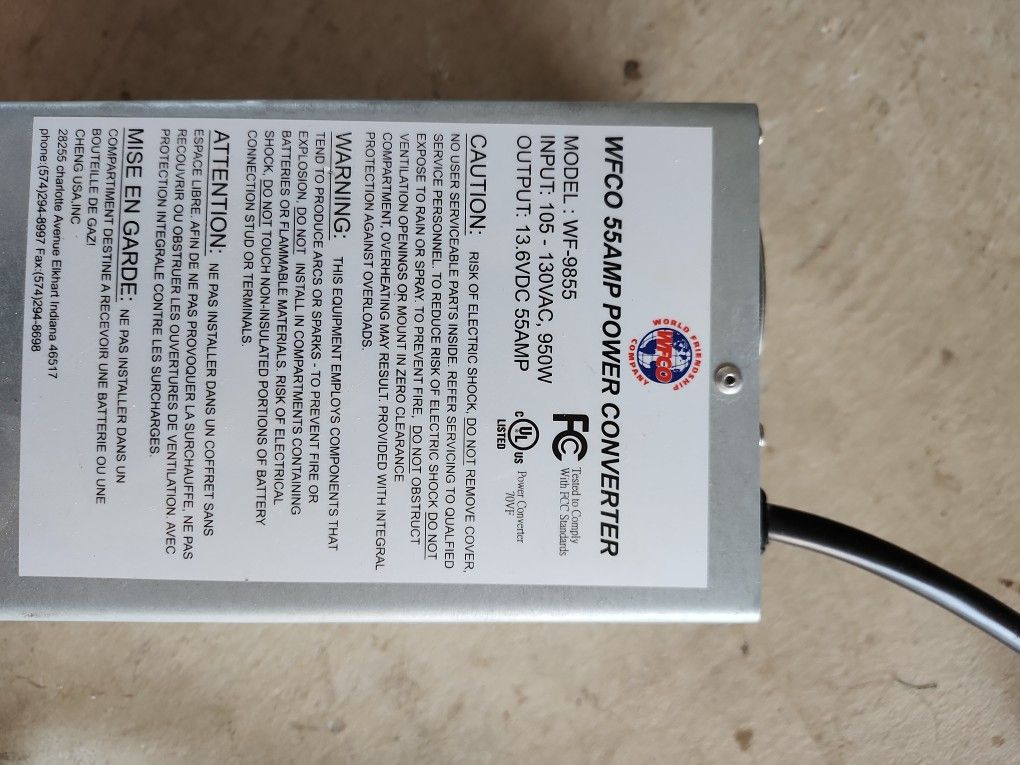 WORLD FRIENDSHIP
WFCO
COMPANY
WFCO 55AMP POWER CONVERTER
MODEL : WF-9855
INPUT: 105 - 130VAC, 950W
OUTPUT: 13.6VDC 55AMP
FC
Tested to Comply
With FCC Standards
c UL us
LISTED
Power Converter
70WF
CAUTION: RISK OF ELECTRIC SHOCK, DO NOT REMOVE COVER,
NO USER SERVICEABLE PARTS INSIDE. REFER SERVICING TO QUALFIED
SERVICE PERSONNEL. TO REDUCE RISK OF ELECTRIC SHOCK DO NOT
EXPOSE TO RAIN OR SPRAY. TO PREVENT FIRE, DO NOT OBSTRUCT
VENTILATION OPENINGS OR MOUNT IN ZERO CLEARANCE
COMPARTMENT, OVERHEATING MAY RESULT. PROVIDED WITH INTEGRAL
PROTECTION AGAINST OVERLOADS.
WARNING: THIS EQUIPMENT EMPLOYS COMPONENTS THAT
TEND TO PRODUCE ARCS OR SPARKS - TO PREVENT FIRE OR
EXPLOSION, DO NOT INSTALL IN COMPARTMENTS CONTAINING
BATTERIES OR FLAMMABLE MATERIALS. RISK OF ELECTRICAL
SHOCK, DO NOT TOUCH NON-INSULATED PORTIONS OF BATTERY
CONNECTION STUD OR TERMINALS.
ATTENTION: NE PAS INSTALLER DANS UN COFFRET SANS
ESPACE LIBRE, AFIN DE NE PAS PROVOQUER LA SURCHAUFFE, NE PAS
RECOUVRIR OU OBSTRUER LES OUVERTURES DE VENTILATION AVEC
PROTECTION INTEGRALE CONTRE LES SURCHARGES.
MISE EN GARDE: NE PAS INSTALLER DANS UN
COMPARTIMENT DESTINE A RECEVOIR UNE BATTERIE OU UNE
BOUTEILLE DE GAZI
CHENG USA,INC
28255 charlotte Avenue Elkhart Indiana 46517
phone:(574)294-8997 Fax:(574)294-8698